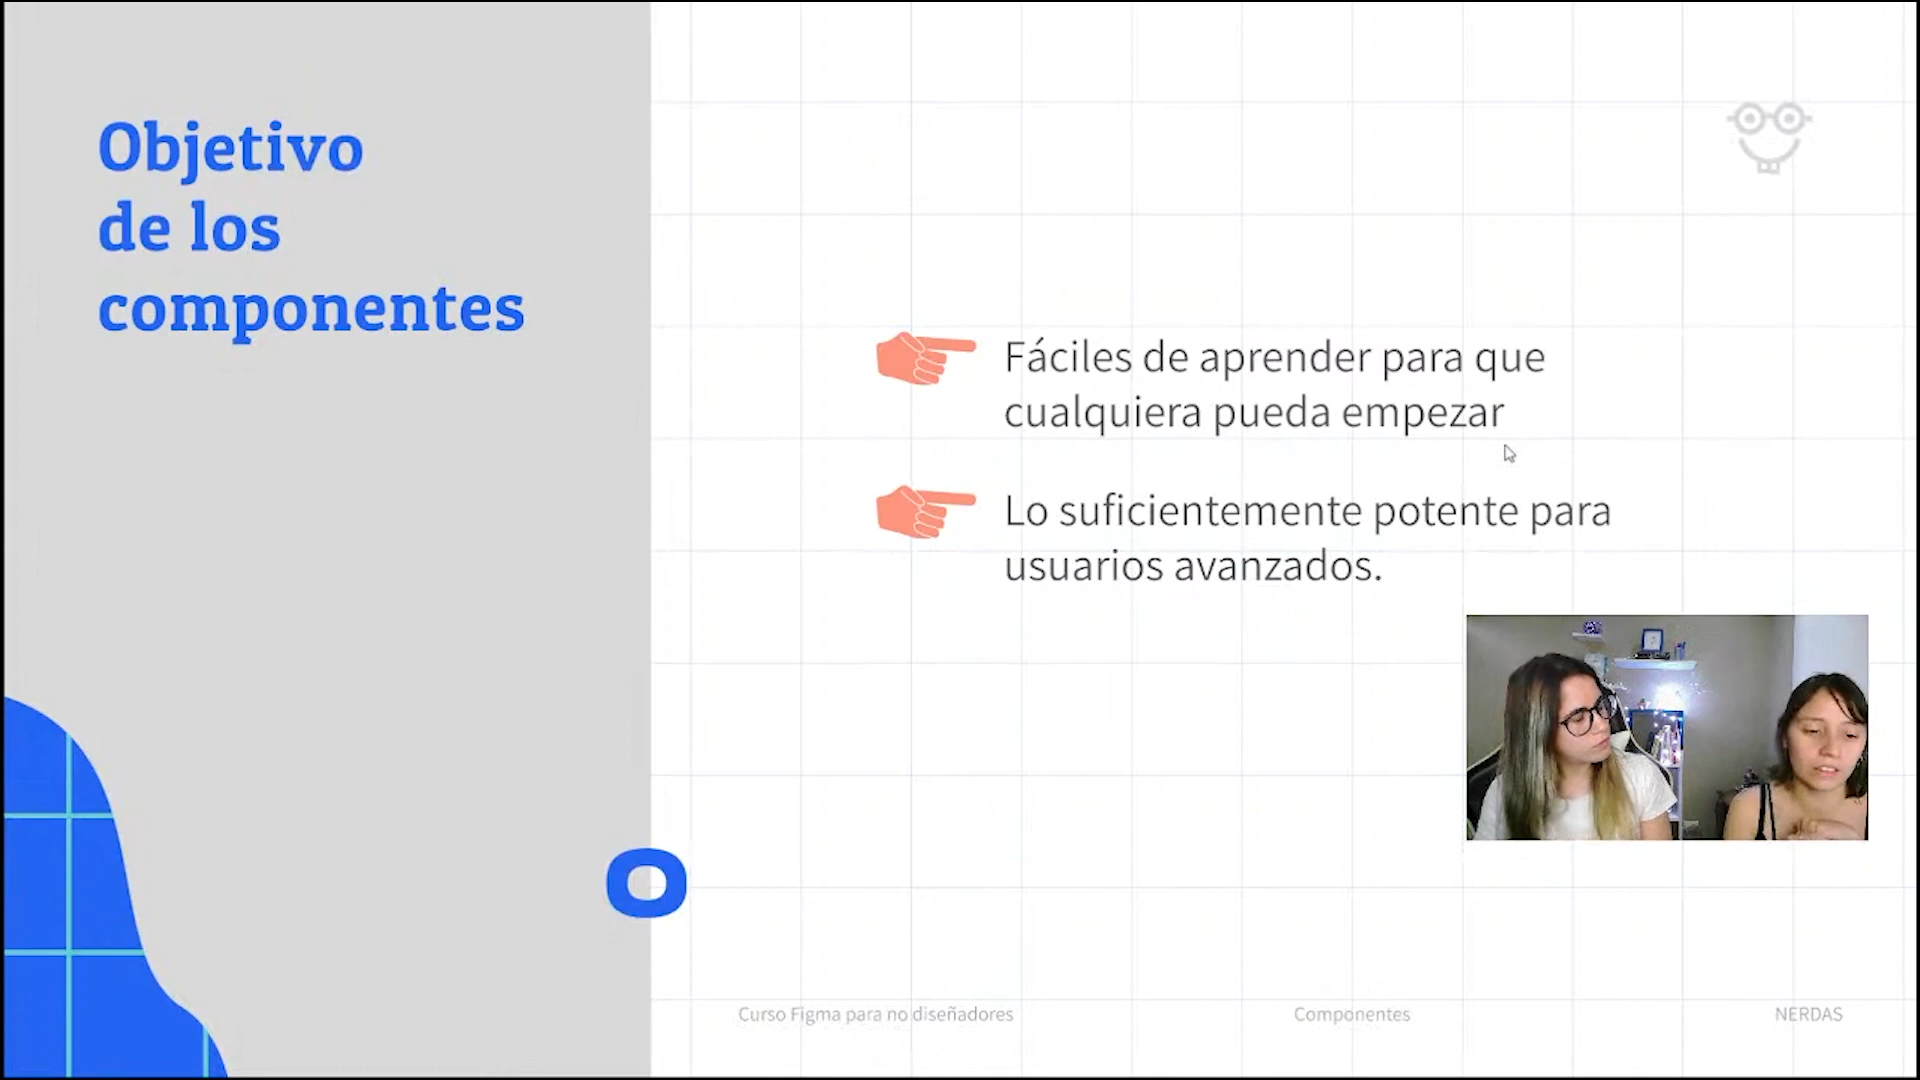 Objetivo
de los
componentes
Fáciles de aprender para que
cualquiera pueda empezar
Lo suficientemente potente para
usuarios avanzados.
o
Curso Figma para no diseñadores
Componentes
NERDAS